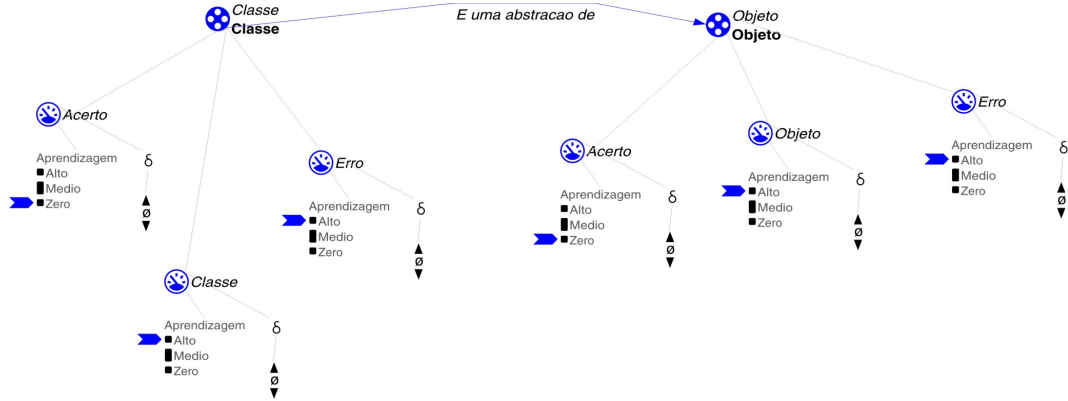 Classe
Classe
E uma abstracao de
Objeto
Objeto
Acerto
Aprendizagem
Alto
Medio
Zero
δ
ø
Classe
Aprendizagem
Alto
Medio
Zero
δ
ø
Erro
Aprendizagem
Alto
Medio
Zero
δ
ø
Acerto
Aprendizagem
Alto
Medio
Zero
δ
ø
Objeto
Aprendizagem
Alto
Medio
Zero
δ
ø
Erro
Aprendizagem
Alto
Medio
Zero
δ
ø